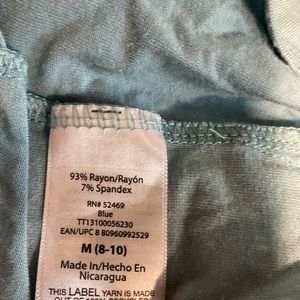 93% Rayon/Rayón
7% Spandex
RN# 52469
Blue
TT13100056230
EAN/UPC 8 80960992529
M (8-10)
Made In/Hecho En
Nicaragua
THIS LABEL YARN IS MADE